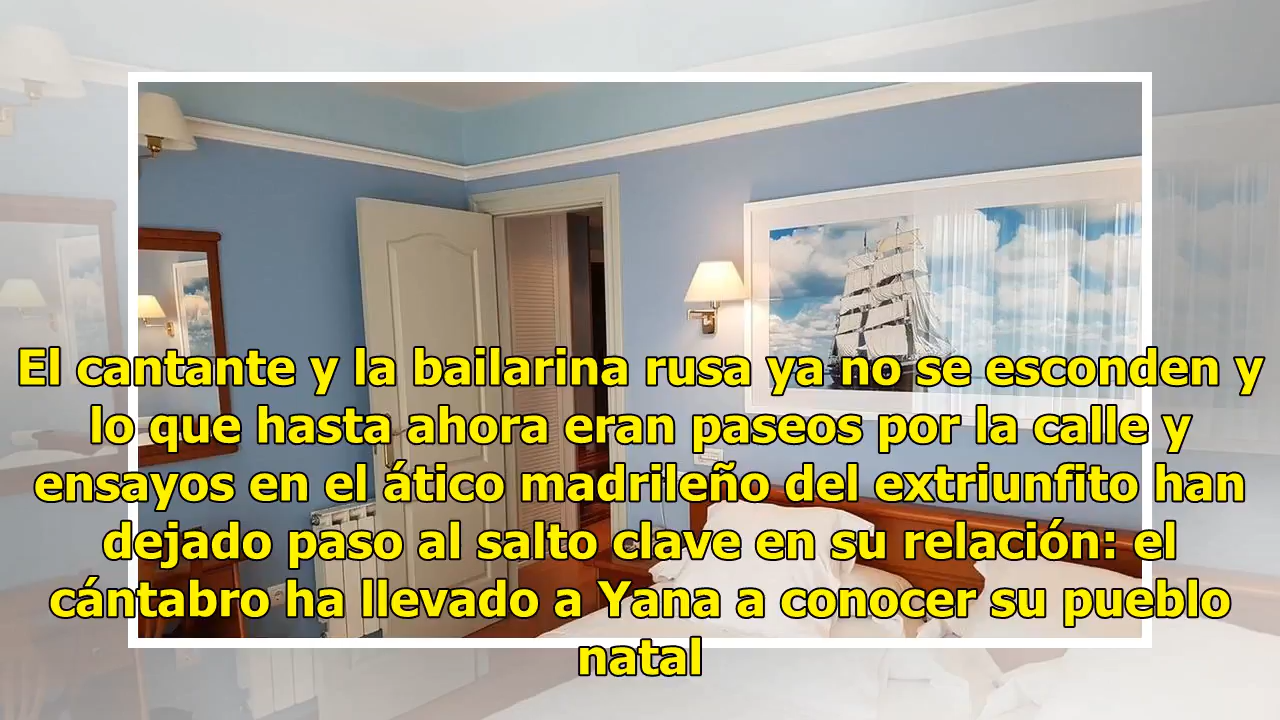 El cantante y la bailarina rusa ya no se esconden y
lo que hasta ahora eran paseos por la calle y
ensayos en el ático madrileño del extriunfito han
dejado paso al salto clave en su relación: el
cántabro ha llevado a Yana a conocer su pueblo
natal